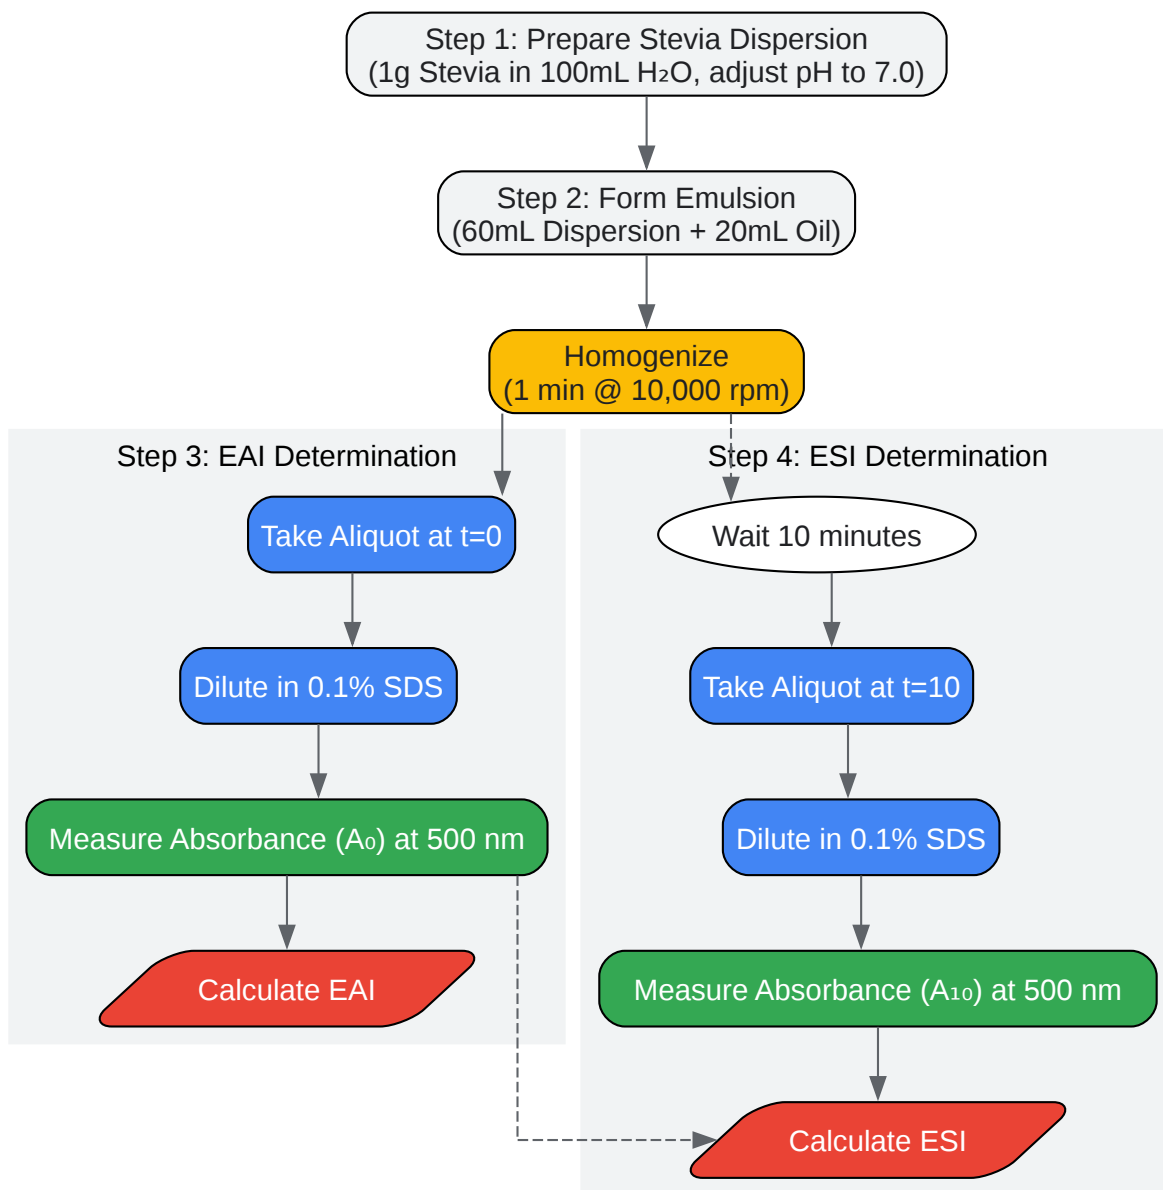 Step 1: Prepare Stevia Dispersion
(1g Stevia in 100mL H₂O, adjust pH to 7.0)
Step 2: Form Emulsion
(60mL Dispersion + 20mL Oil)
Homogenize
(1 min @ 10,000 rpm)
Step 3: EAI Determination
Take Aliquot at t=0
Dilute in 0.1% SDS
Measure Absorbance (A₀) at 500 nm
Calculate EAI
Step 4: ESI Determination
Wait 10 minutes
Take Aliquot at t=10
Dilute in 0.1% SDS
Measure Absorbance (A₁₀) at 500 nm
Calculate ESI